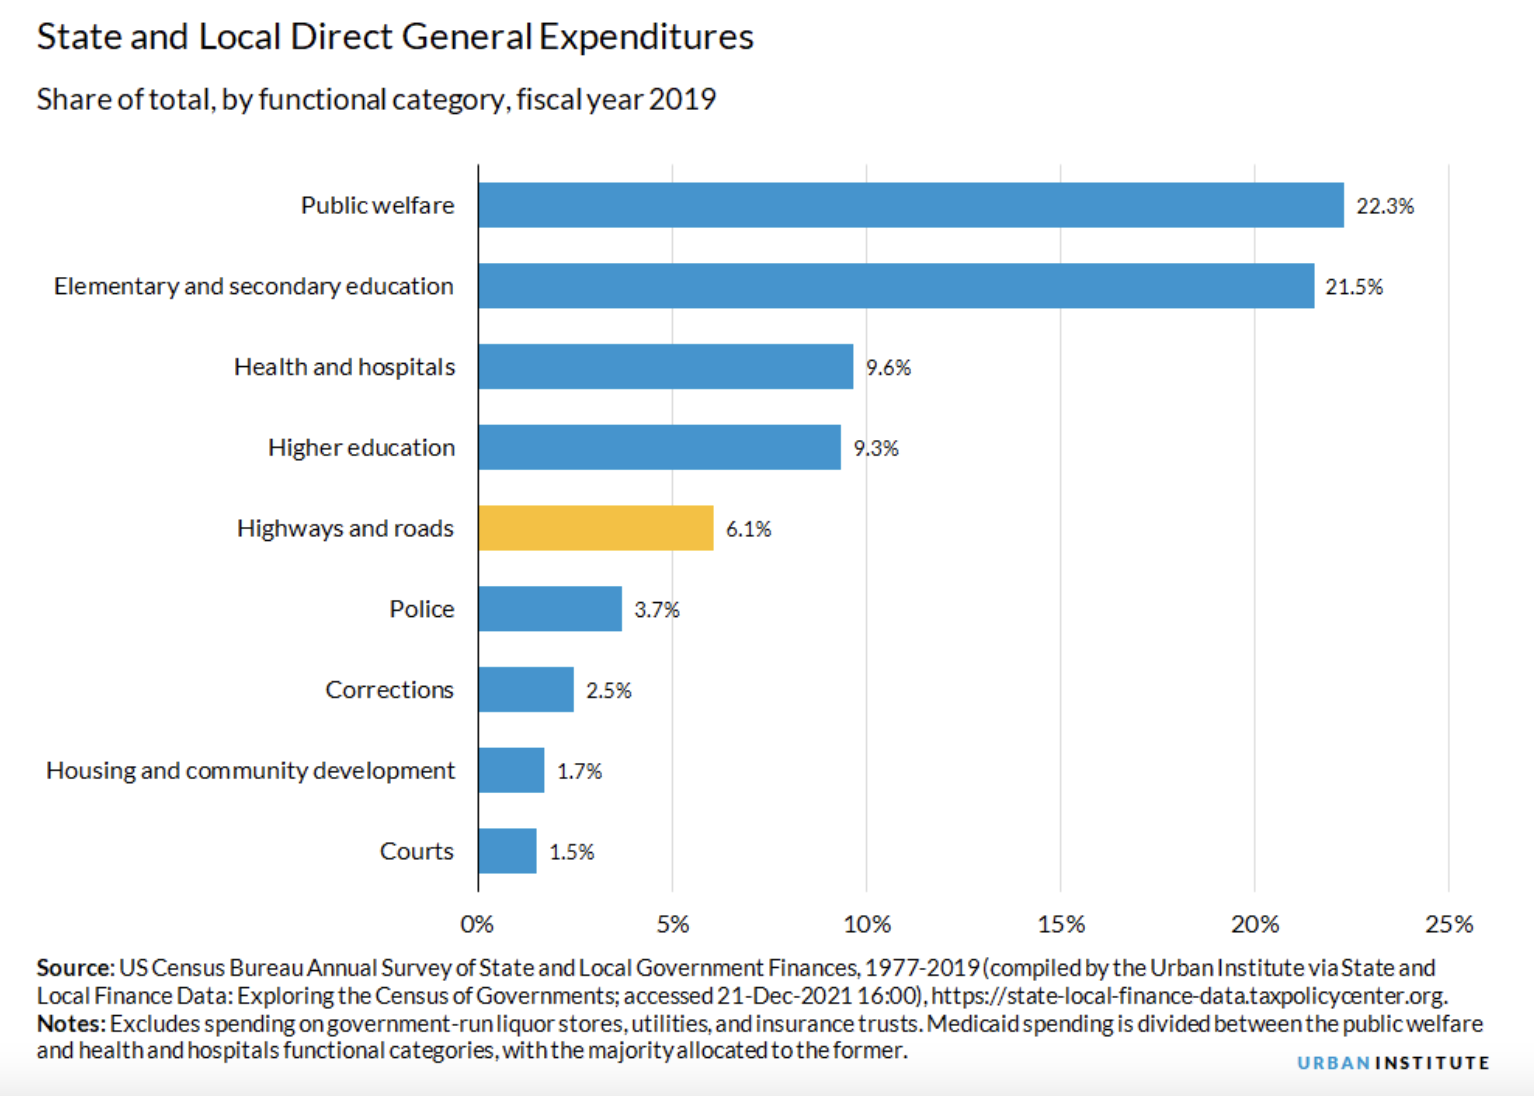 State and Local Direct General Expenditures
Share of total, by functional category, fiscal year 2019
Public welfare 22.3%
Elementary and secondary education 21.5%
Health and hospitals 9.6%
Higher education 9.3%
Highways and roads 6.1%
Police 3.7%
Corrections 2.5%
Housing and community development 1.7%
Courts 1.5%
0% 5% 10% 15% 20% 25%
Source: US Census Bureau Annual Survey of State and Local Government Finances, 1977-2019 (compiled by the Urban Institute via State and
Local Finance Data: Exploring the Census of Governments; accessed 21-Dec-2021 16:00), https://state-local-finance-data.taxpolicycenter.org.
Notes: Excludes spending on government-run liquor stores, utilities, and insurance trusts. Medicaid spending is divided between the public welfare
and health and hospitals functional categories, with the majority allocated to the former.
URBAN INSTITUTE